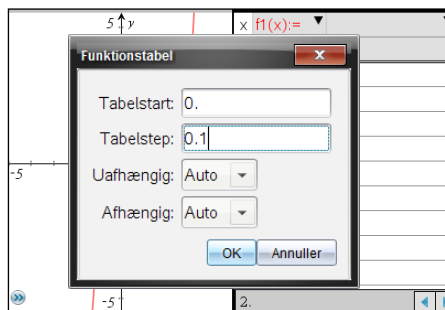 5 y
x f1(x):=
Funktionstabel
Tabelstart: 0.
Tabelstep: 0.1
-5
Uafhængig: Auto
Afhængig: Auto
OK Annuller
-5
2.